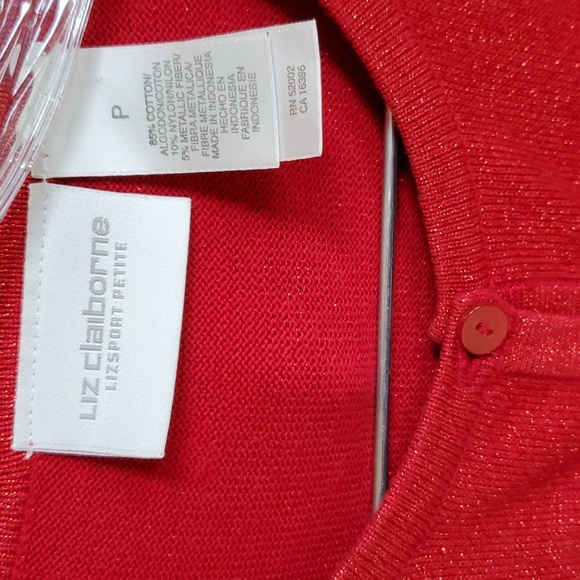 P
85% COTTON/
ALGODON/COTON
10% NYLON/NILON
5% METALLIC FIBER/
FIBRA METALICA/
FIBRE METALLIQUE
MADE IN INDONESIA
HECHO EN
INDONESIA
FABRIQUE EN
INDONESIE
RN 52002
CA 16396
LIZ claiborne
LIZSPORT PETITE